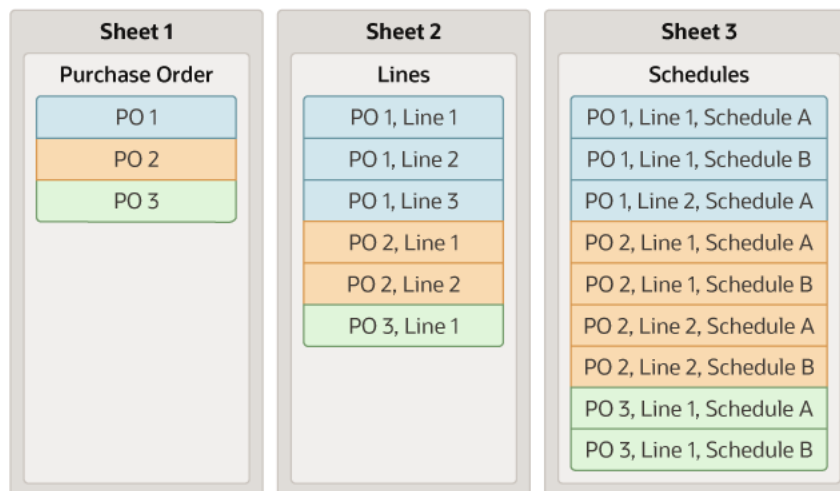 Sheet 1
Purchase Order
PO 1
PO 2
PO 3
Sheet 2
Lines
PO 1, Line 1
PO 1, Line 2
PO 1, Line 3
PO 2, Line 1
PO 2, Line 2
PO 3, Line 1
Sheet 3
Schedules
PO 1, Line 1, Schedule A
PO 1, Line 1, Schedule B
PO 1, Line 2, Schedule A
PO 2, Line 1, Schedule A
PO 2, Line 1, Schedule B
PO 2, Line 2, Schedule A
PO 2, Line 2, Schedule B
PO 3, Line 1, Schedule A
PO 3, Line 1, Schedule B